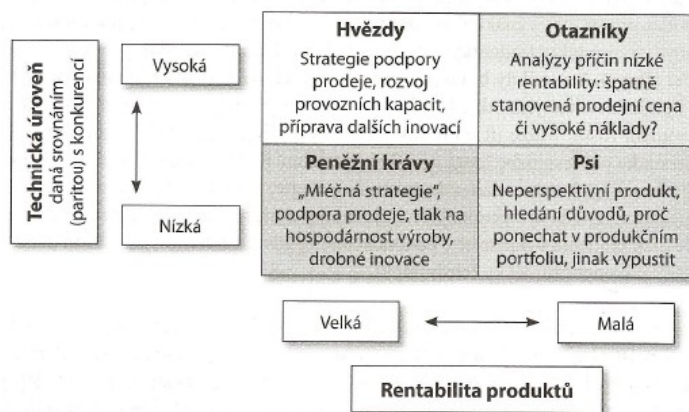 Technická úroveň
daná srovnáním
(paritou) s konkurencí
Vysoká
Nízká
Hvězdy
Strategie podpory
prodeje, rozvoj
provozních kapacit,
příprava dalších inovací
Otazníky
Analýzy příčin nízké
rentability: špatně
stanovená prodejní cena
či vysoké náklady?
Peněžní krávy
„Mléčná strategie“,
podpora prodeje, tlak na
hospodárnost výroby,
drobné inovace
Psi
Neperspektivní produkt,
hledání důvodů, proč
ponechat v produkčním
portfoliu, jinak vypustit
Velká
Malá
Rentabilita produktů